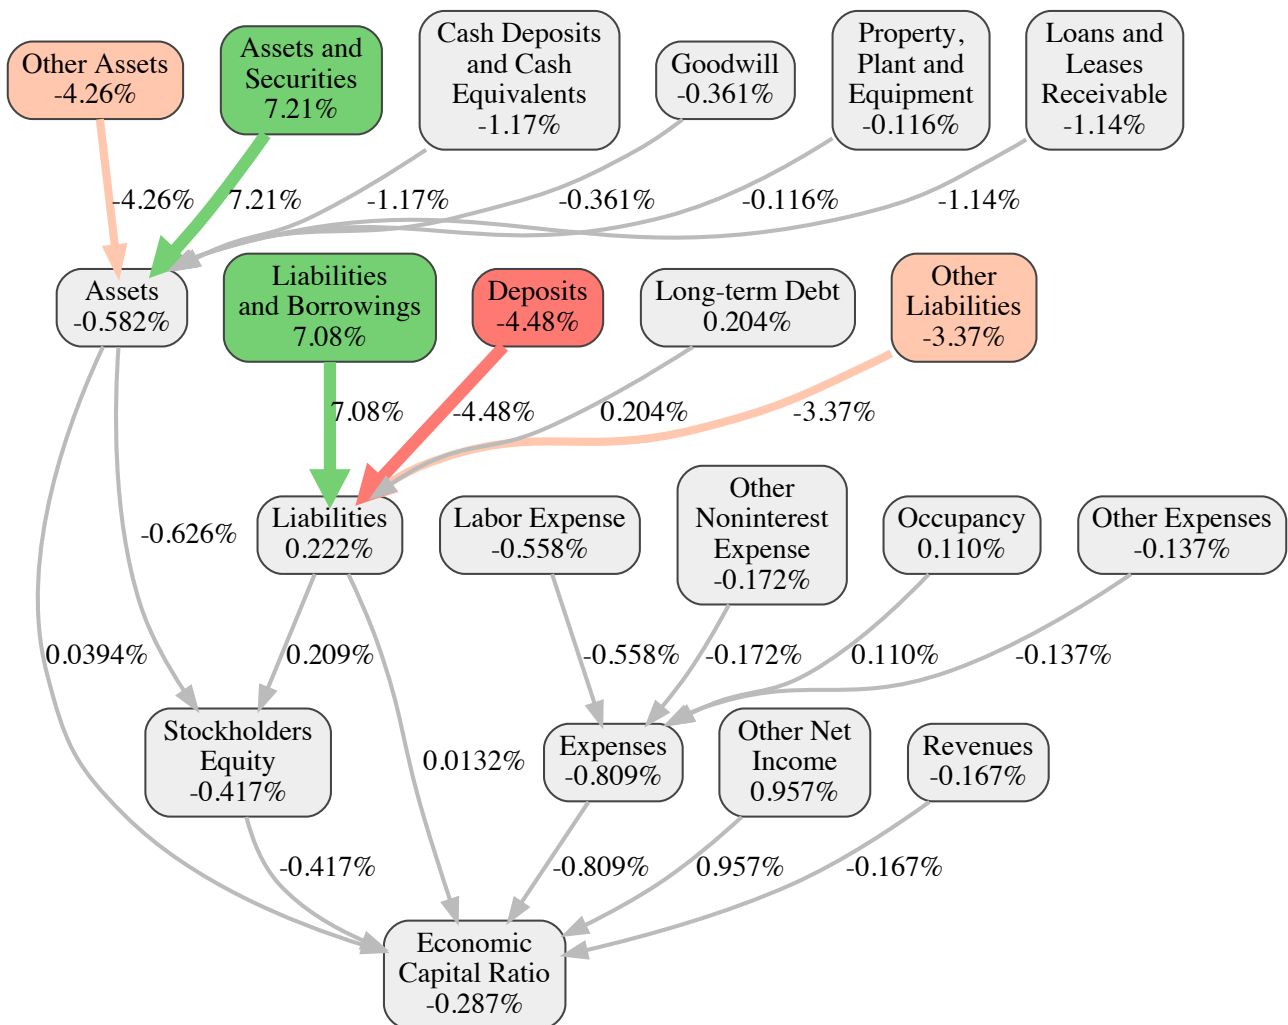 Other Assets
-4.26%
Assets and
Securities
7.21%
Cash Deposits
and Cash
Equivalents
-1.17%
Goodwill
-0.361%
Property,
Plant and
Equipment
-0.116%
Loans and
Leases
Receivable
-1.14%
-4.26%
7.21%
-1.17%
-0.361%
-0.116%
-1.14%
Assets
-0.582%
Liabilities
and Borrowings
7.08%
Deposits
-4.48%
Long-term Debt
0.204%
Other
Liabilities
-3.37%
7.08%
-4.48%
0.204%
-3.37%
-0.626%
Liabilities
0.222%
Labor Expense
-0.558%
Other
Noninterest
Expense
-0.172%
Occupancy
0.110%
Other Expenses
-0.137%
0.0394%
0.209%
-0.558%
-0.172%
0.110%
-0.137%
Stockholders
Equity
-0.417%
0.0132%
Expenses
-0.809%
Other Net
Income
0.957%
Revenues
-0.167%
-0.417%
-0.809%
0.957%
-0.167%
Economic
Capital Ratio
-0.287%